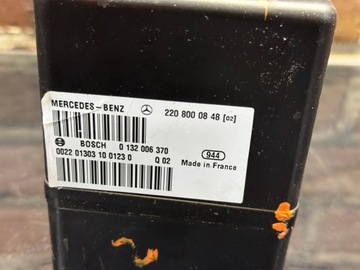 MERCEDES-BENZ 220 800 08 48 [02]
BOSCH 0 132 006 370
0022 01303 10 0123 0 Q 02
944
Made in France